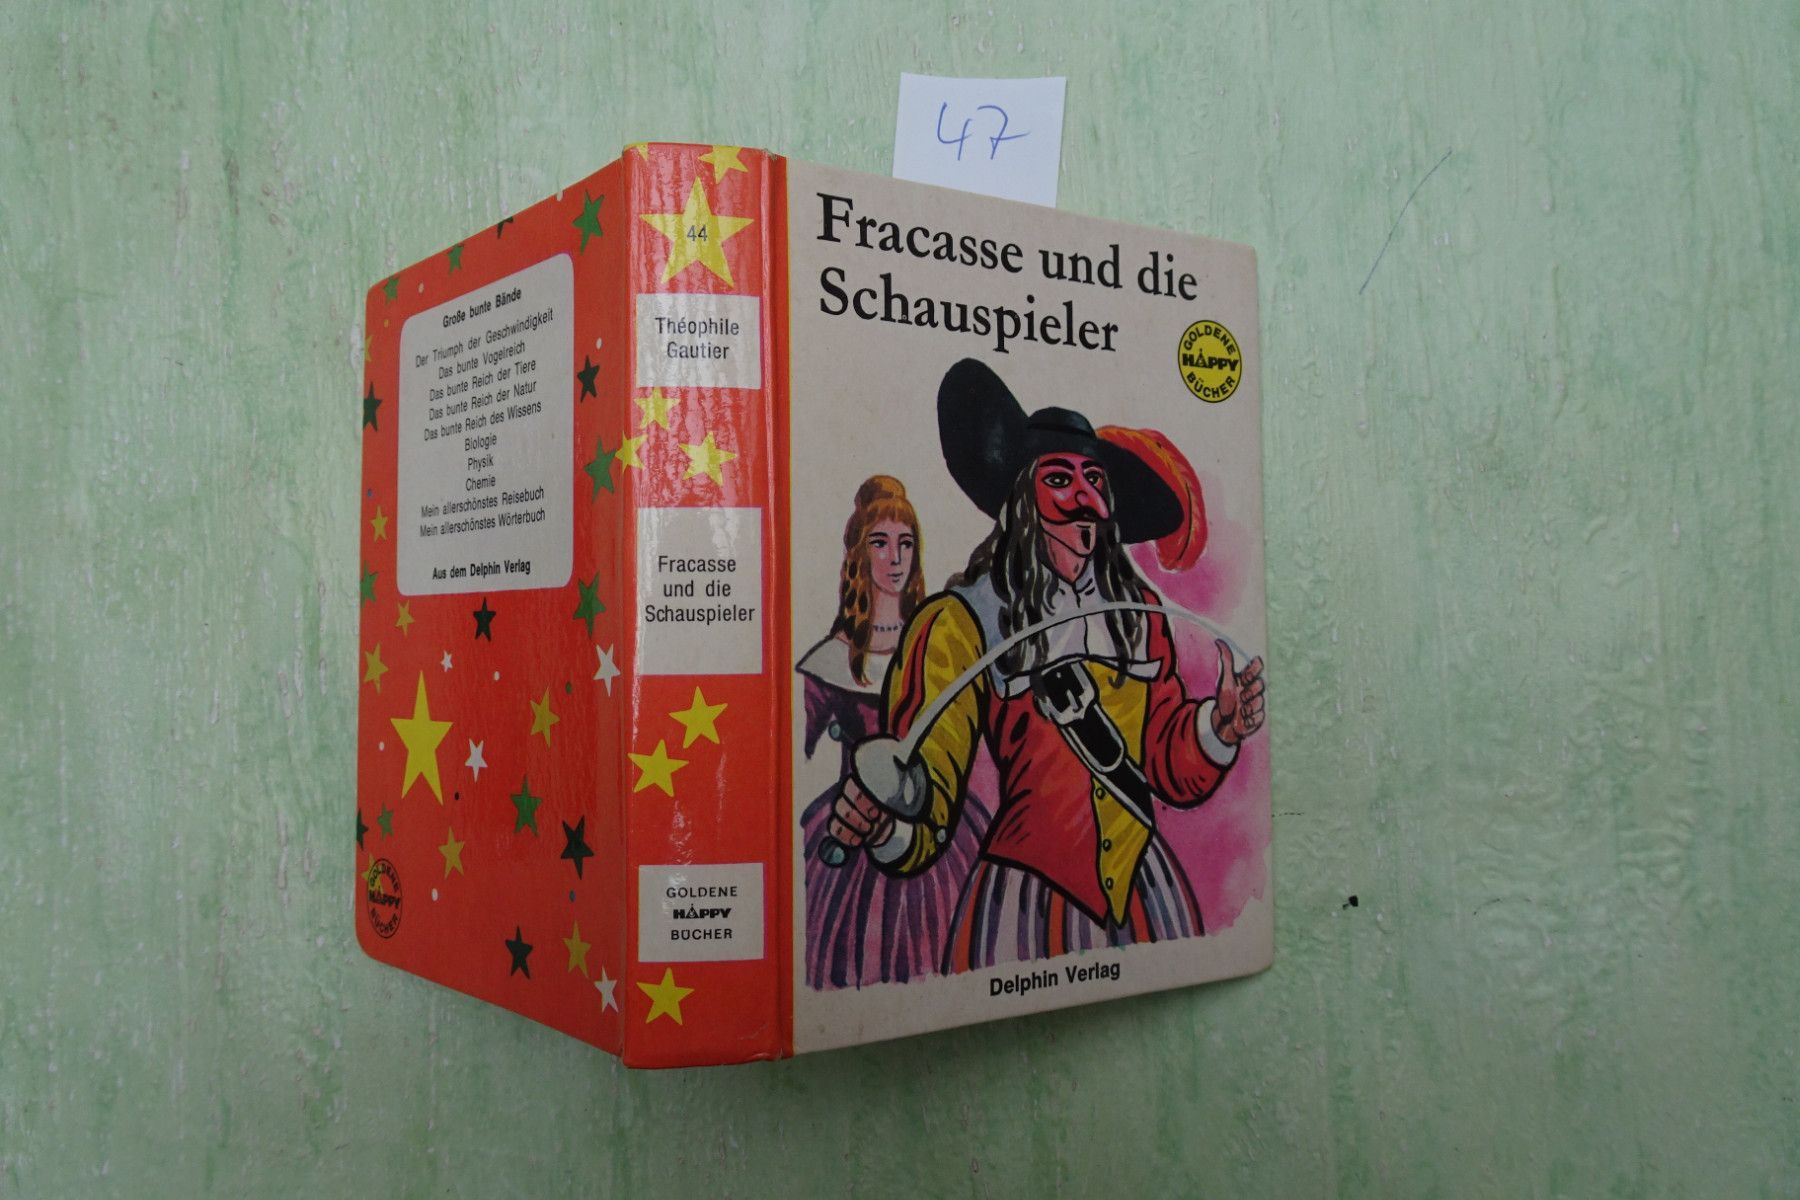 47
Große bunte Bände
Der Triumph der Geschwindigkeit
Das bunte Vogelreich
Das bunte Reich der Tiere
Das bunte Reich der Natur
Das bunte Reich des Wissens
Biologie
Physik
Chemie
Mein allerschönstes Reisebuch
Mein allerschönstes Wörterbuch
Aus dem Delphin Verlag
GOLDENE
HAPPY
BÜCHER
44
Théophile
Gautier
Fracasse
und die
Schauspieler
GOLDENE
HAPPY
BÜCHER
Fracasse und die
Schauspieler
GOLDENE
HAPPY
BÜCHER
Delphin Verlag